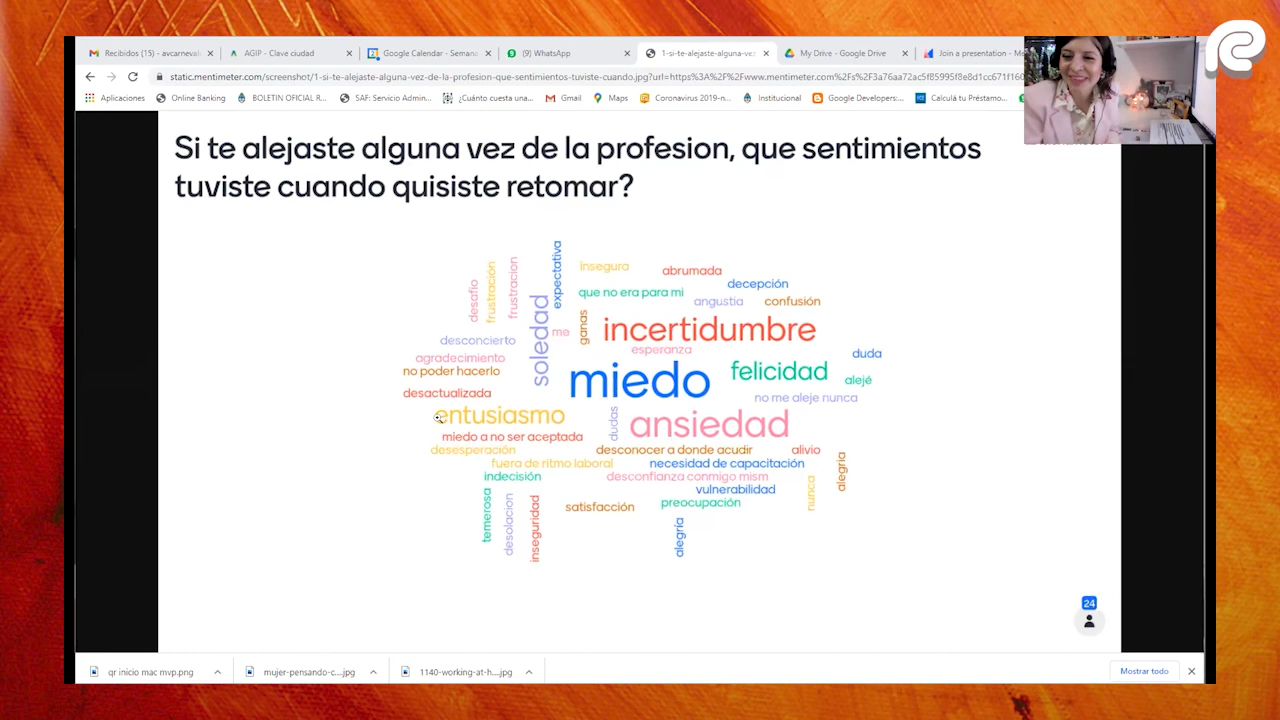 Recibidos (15) - avcarneval
AGIP - Clave ciudad
Google Calendar - Semana
(9) WhatsApp
1-si-te-alejaste-alguna-vez
My Drive - Google Drive
Join a presentation - Me
static.mentimeter.com/screenshot/1-si-te-alejaste-alguna-vez-de-la-profesion-que-sentimientos-tuviste-cuando.jpg?url=https%3A%2F%2Fwww.mentimeter.com%2Fs%2F3a76aa72ac5f85995f8e8d1cc671f160
Aplicaciones
Online Banking
BOLETIN OFICIAL R...
SAF: Servicio Admin...
¿Cuánto cuesta una...
Gmail
Maps
Coronavirus 2019-n...
Institucional
Google Developers:...
Calculá tu Préstamo...
Si te alejaste alguna vez de la profesion, que sentimientos
tuviste cuando quisiste retomar?
expectativa
insegura
abrumada
desafio
frustración
frustracion
decepción
que no era para mi
angustia
confusión
soledad
me
ganas
incertidumbre
desconcierto
esperanza
duda
agradecimiento
no poder hacerlo
miedo
felicidad
alejé
desactualizada
no me aleje nunca
entusiasmo
dudas
ansiedad
miedo a no ser aceptada
desesperación
desconocer a donde acudir
alivio
fuera de ritmo laboral
necesidad de capacitación
alegria
indecisión
desconfianza conmigo mism
vulnerabilidad
nunca
temerosa
desolacion
inseguridad
satisfacción
preocupación
alegría
24
qr inicio mac mvp.png
mujer-pensando-c....jpg
1140-working-at-h....jpg
Mostrar todo